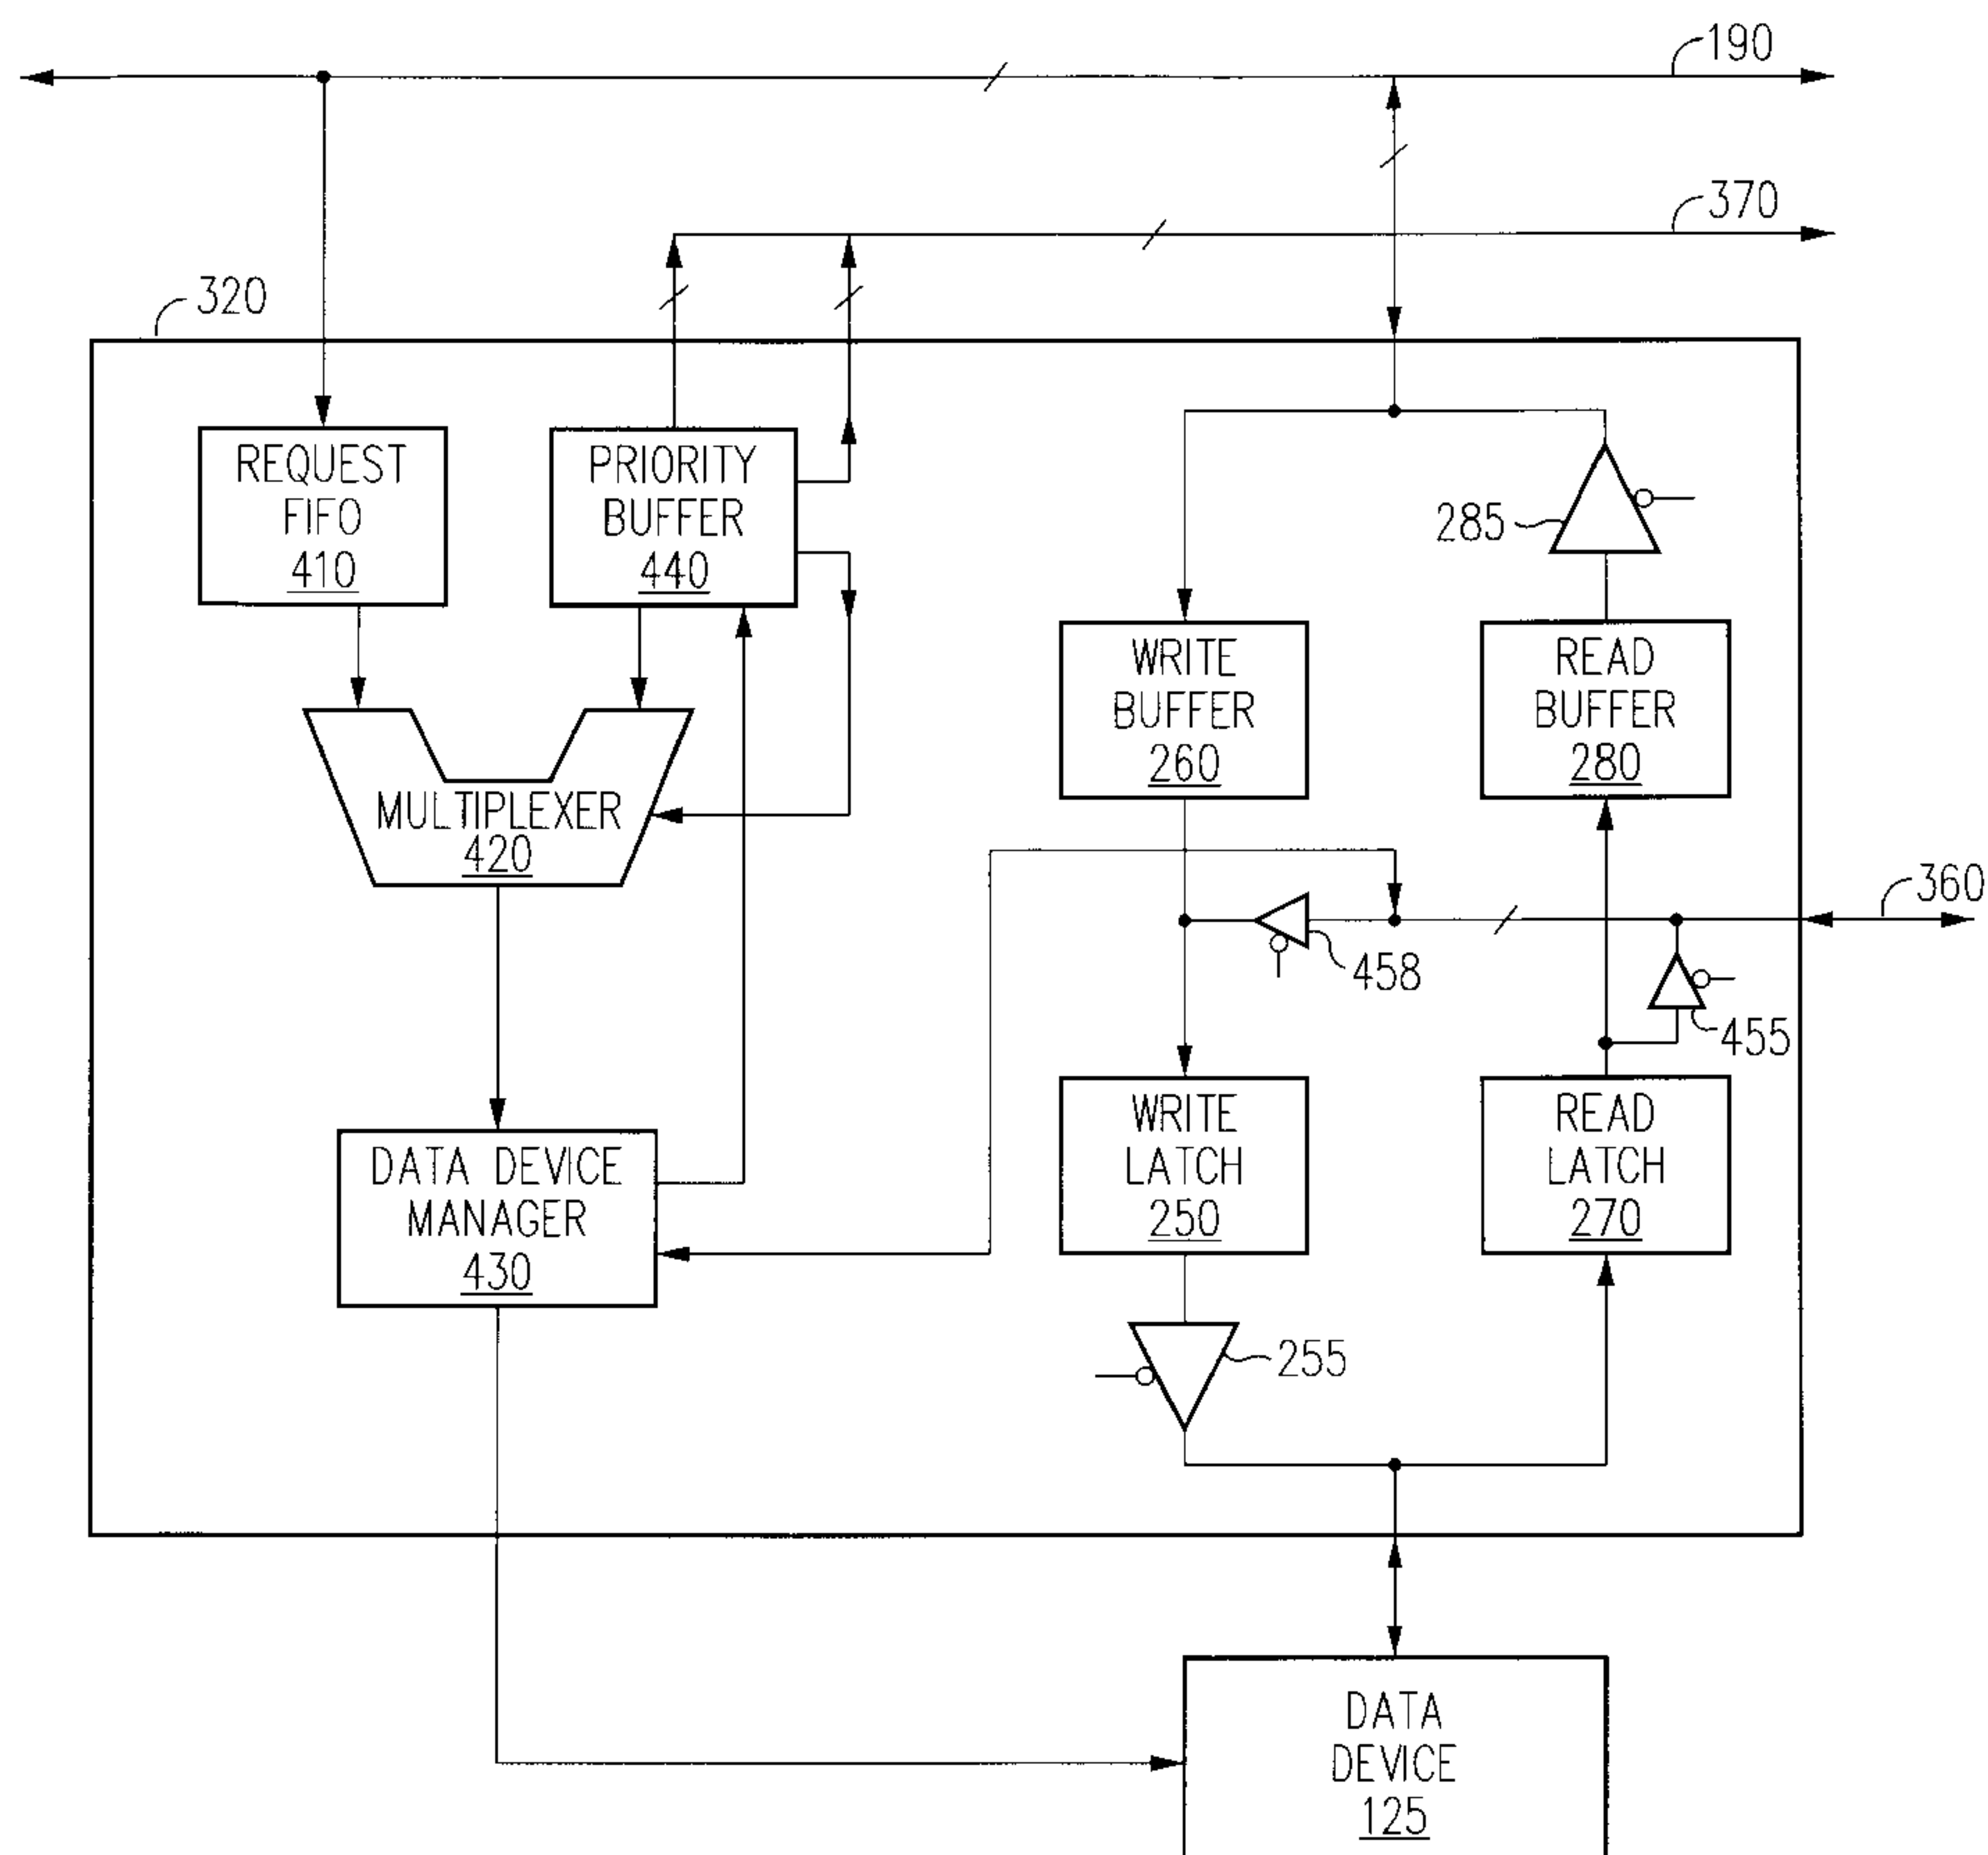 190
370
320
REQUEST
FIFO
410
PRIORITY
BUFFER
440
285
WRITE
BUFFER
260
READ
BUFFER
280
MULTIPLEXER
420
360
458
455
WRITE
LATCH
250
READ
LATCH
270
DATA DEVICE
MANAGER
430
255
DATA
DEVICE
125